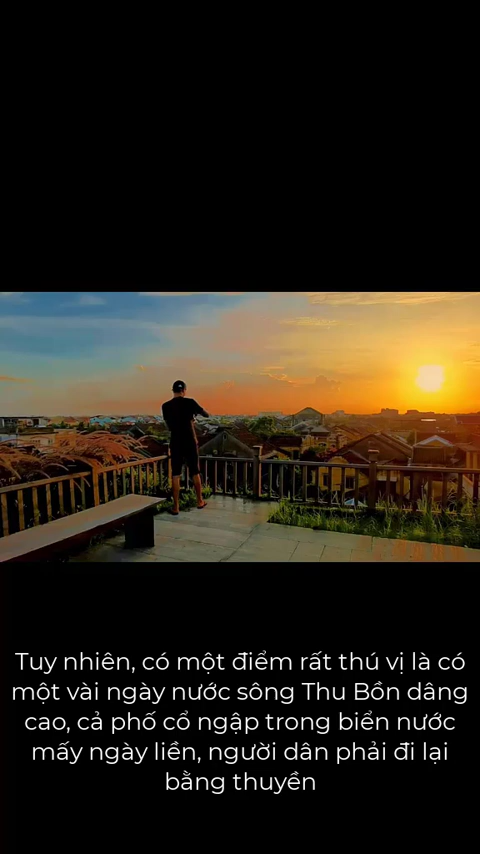 Tuy nhiên, có một điểm rất thú vị là có
một vài ngày nước sông Thu Bồn dâng
cao, cả phố cổ ngập trong biển nước
mấy ngày liền, người dân phải đi lại
bằng thuyền